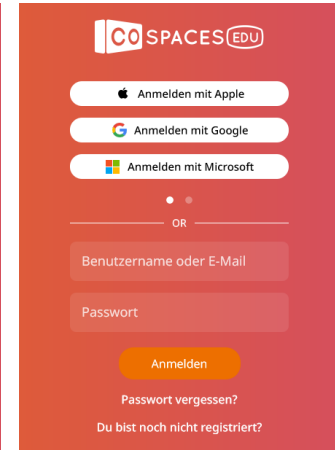 CO SPACES EDU
Anmelden mit Apple
Anmelden mit Google
Anmelden mit Microsoft
OR
Benutzername oder E-Mail
Passwort
Anmelden
Passwort vergessen?
Du bist noch nicht registriert?